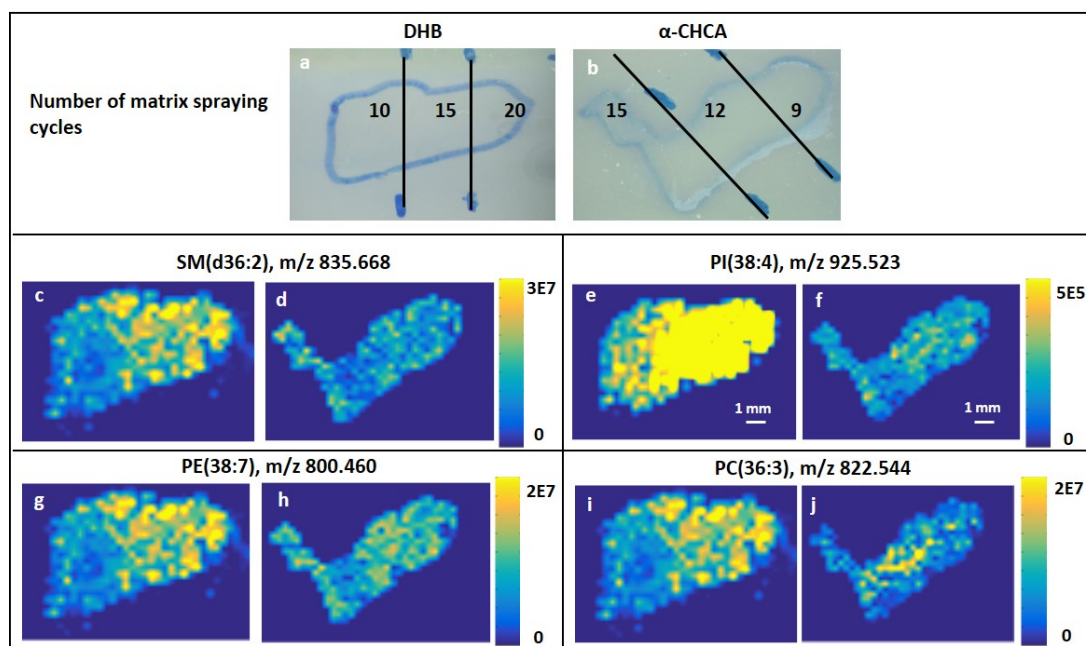 DHB
α-CHCA
Number of matrix spraying
cycles
a
10
15
20
b
15
12
9
SM(d36:2), m/z 835.668
c
d
3E7
0
PI(38:4), m/z 925.523
e
1 mm
f
1 mm
5E5
0
PE(38:7), m/z 800.460
g
h
2E7
0
PC(36:3), m/z 822.544
i
j
2E7
0